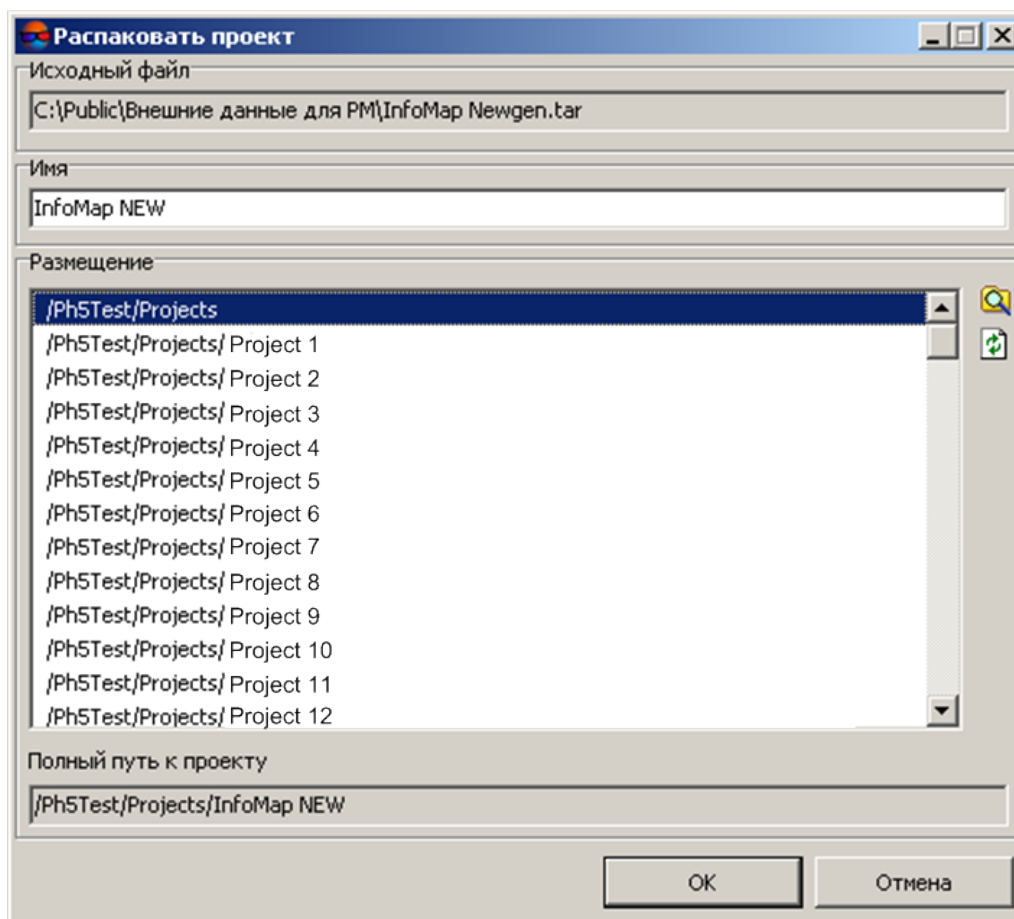 Распаковать проект
Исходный файл
C:\Public\Внешние данные для PM\InfoMap Newgen.tar
Имя
InfoMap NEW
Размещение
/Ph5Test/Projects
/Ph5Test/Projects/ Project 1
/Ph5Test/Projects/ Project 2
/Ph5Test/Projects/ Project 3
/Ph5Test/Projects/ Project 4
/Ph5Test/Projects/ Project 5
/Ph5Test/Projects/ Project 6
/Ph5Test/Projects/ Project 7
/Ph5Test/Projects/ Project 8
/Ph5Test/Projects/ Project 9
/Ph5Test/Projects/ Project 10
/Ph5Test/Projects/ Project 11
/Ph5Test/Projects/ Project 12
Полный путь к проекту
/Ph5Test/Projects/InfoMap NEW
OK Отмена